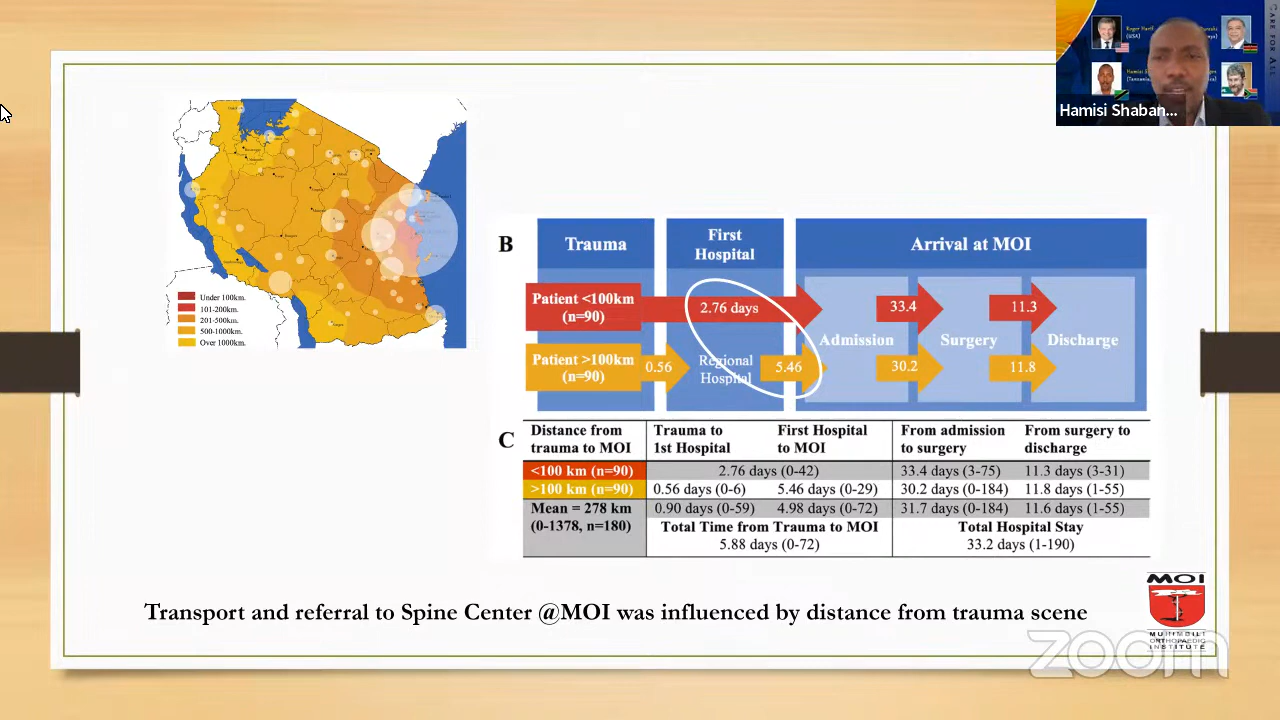 Roger Hartl
(USA)
CARE FOR ALL
Hamisi Shaban...
Under 100km.
101-200km.
201-500km.
500-1000km.
Over 1000km.
B
Trauma
First
Hospital
Arrival at MOI
Patient <100km
(n=90)
2.76 days
33.4
11.3
Admission
Surgery
Discharge
Patient >100km
(n=90)
0.56
Regional
Hospital
5.46
30.2
11.8
C
Distance from
trauma to MOI
Trauma to
1st Hospital
First Hospital
to MOI
From admission
to surgery
From surgery to
discharge
<100 km (n=90)
2.76 days (0-42)
33.4 days (3-75)
11.3 days (3-31)
>100 km (n=90)
0.56 days (0-6)
5.46 days (0-29)
30.2 days (0-184)
11.8 days (1-55)
Mean = 278 km
(0-1378, n=180)
0.90 days (0-59)
4.98 days (0-72)
31.7 days (0-184)
11.6 days (1-55)
Total Time from Trauma to MOI
5.88 days (0-72)
Total Hospital Stay
33.2 days (1-190)
Transport and referral to Spine Center @MOI was influenced by distance from trauma scene
MOI
MUHIMBILI
ORTHOPAEDIC
INSTITUTE
zoom